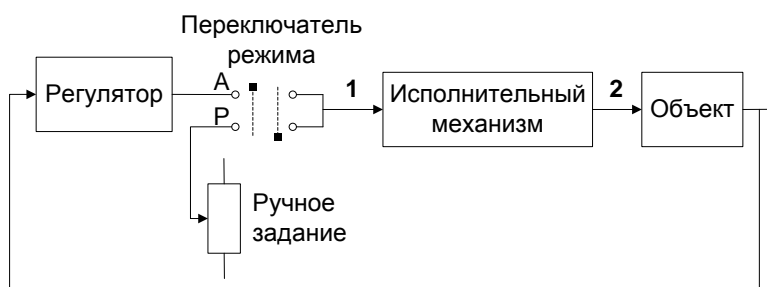 Переключатель
режима
Регулятор
А
Р
1
Исполнительный
механизм
2
Объект
Ручное
задание